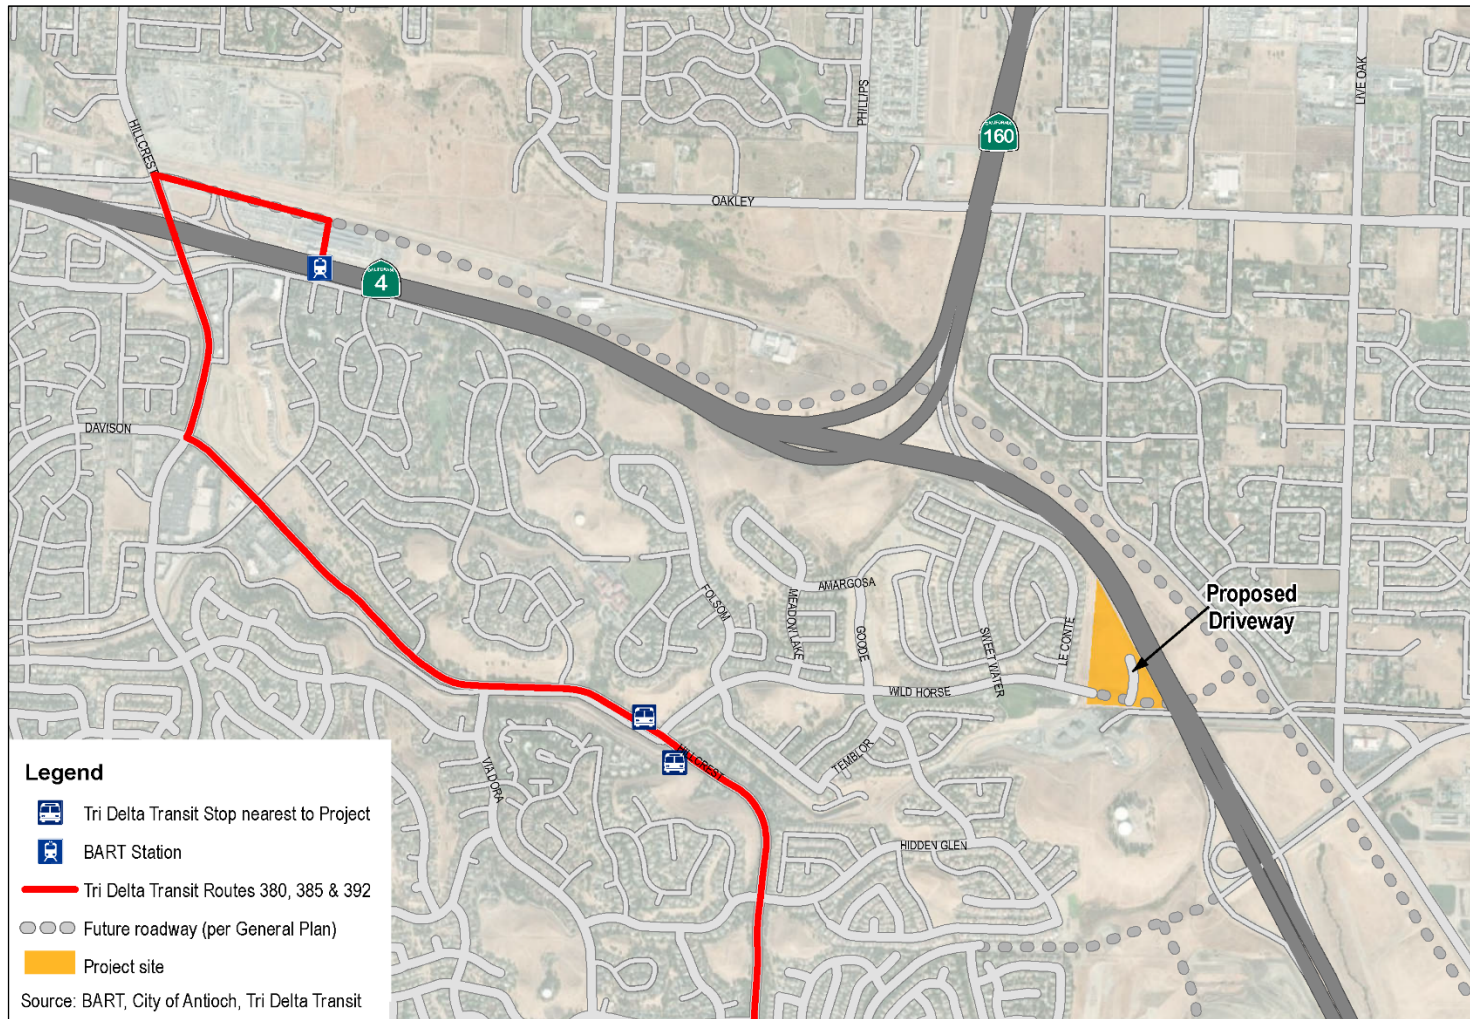 HILLCREST
PHILLIPS
LIVE OAK
CALIFORNIA
160
OAKLEY
CALIFORNIA
4
DAVISON
FOLSOM
MEADOW LAKE
AMARGOSA
GOODE
SWEET WATER
LE CONTE
Proposed
Driveway
WILD HORSE
HILLCREST
TEMBLOR
VIA DORA
HIDDEN GLEN
Legend
Tri Delta Transit Stop nearest to Project
BART Station
Tri Delta Transit Routes 380, 385 & 392
Future roadway (per General Plan)
Project site
Source: BART, City of Antioch, Tri Delta Transit